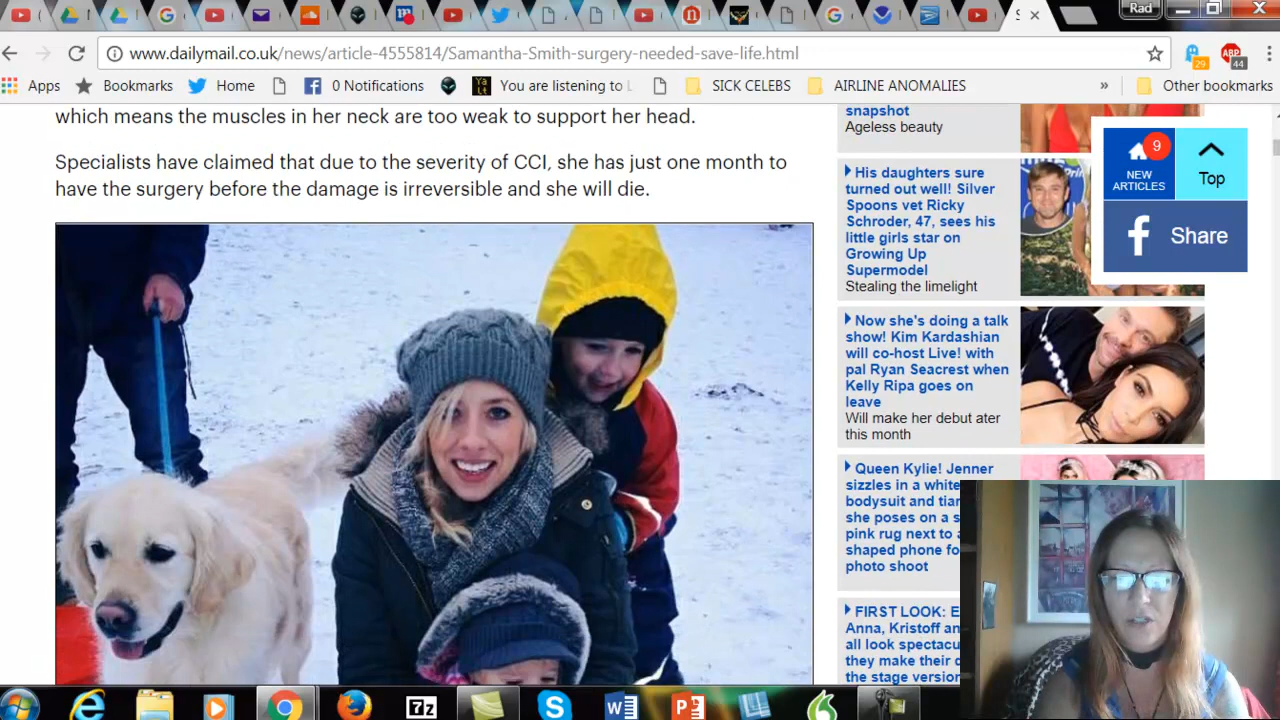 Rad
www.dailymail.co.uk/news/article-4555814/Samantha-Smith-surgery-needed-save-life.html
29
ABP
44
Apps
Bookmarks
Home
0 Notifications
You are listening to
SICK CELEBS
AIRLINE ANOMALIES
»
Other bookmarks
which means the muscles in her neck are too weak to support her head.
Specialists have claimed that due to the severity of CCI, she has just one month to
have the surgery before the damage is irreversible and she will die.
snapshot
Ageless beauty
His daughters sure
turned out well! Silver
Spoons vet Ricky
Schroder, 47, sees his
little girls star on
Growing Up
Supermodel
Stealing the limelight
Now she's doing a talk
show! Kim Kardashian
will co-host Live! with
pal Ryan Seacrest when
Kelly Ripa goes on
leave
Will make her debut ater
this month
Queen Kylie! Jenner
sizzles in a white
bodysuit and
she poses on a
pink rug next to a
shaped phone
photo shoot
FIRST LOOK:
Anna, Kristoff
all look
they make their
the stage
9
NEW
ARTICLES
Top
f Share
7z